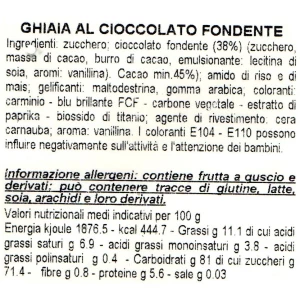 GHIAiA AL CIOCCOLATO FONDENTE
Ingredienti: zucchero; cioccolato fondente (38%) (zucchero,
massa di cacao, burro di cacao, emulsionante: lecitina di
soia, aromi: vanillina). Cacao min.45%); amido di riso e di
mais; gelificanti: maltodestrina, gomma arabica; coloranti:
carminio - blu brillante FCF - carbone vegetale - estratto di
paprika - biossido di titanio; agente di rivestimento: cera
carnauba; aroma: vanillina. I coloranti E104 - E110 possono
influire negativamente sull'attività e l'attenzione dei bambini.
Informazione allergeni: contiene frutta a guscio e
derivati; può contenere tracce di glutine, latte,
soia, arachidi e loro derivati.
Valori nutrizionali medi indicativi per 100 g
Energia kjoule 1876.5 - kcal 444.7 - Grassi g 11.1 di cui acidi
grassi saturi g 6.9 - acidi grassi monoinsaturi g 3.8 - acidi
grassi polinsaturi g 0.4 - Carboidrati g 81 di cui zuccheri g
71.4 - fibre g 0.8 - proteine g 5.6 - sale g 0.03